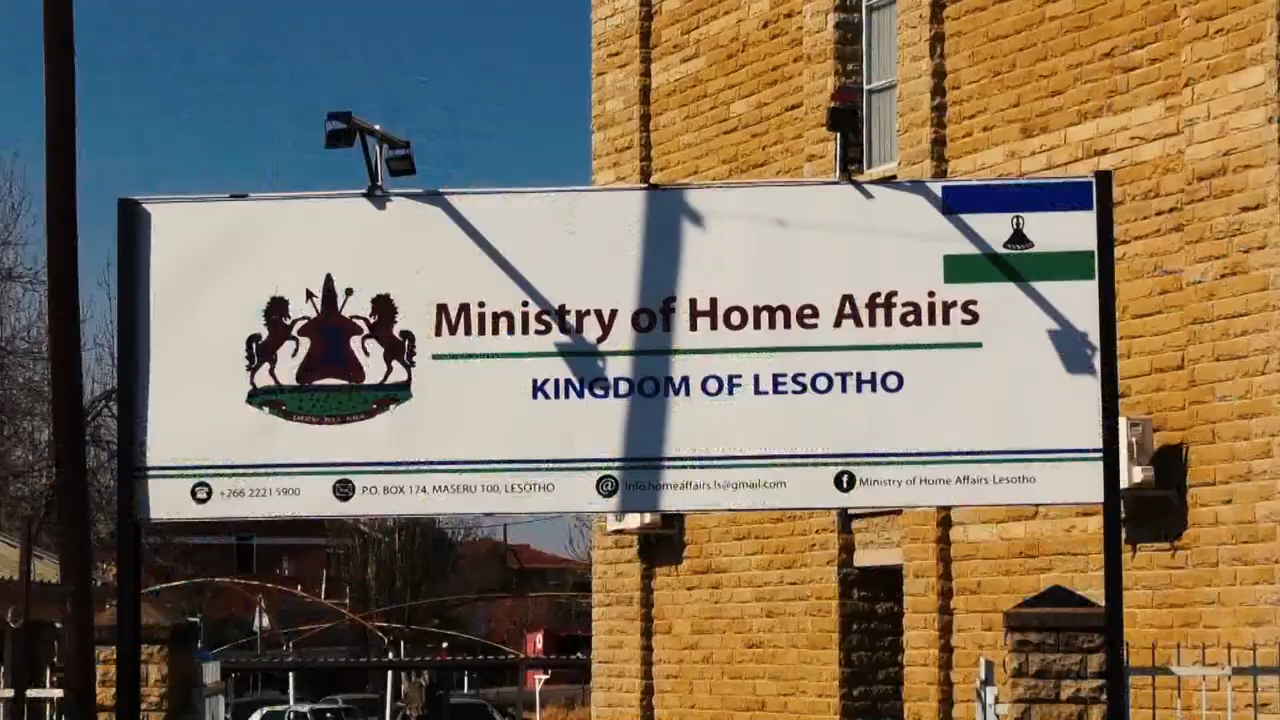 Ministry of Home Affairs
KINGDOM OF LESOTHO
+266 2221 5900
P.O. BOX 174, MASERU 100, LESOTHO
info.homeaffairs.ls@gmail.com
Ministry of Home Affairs-Lesotho